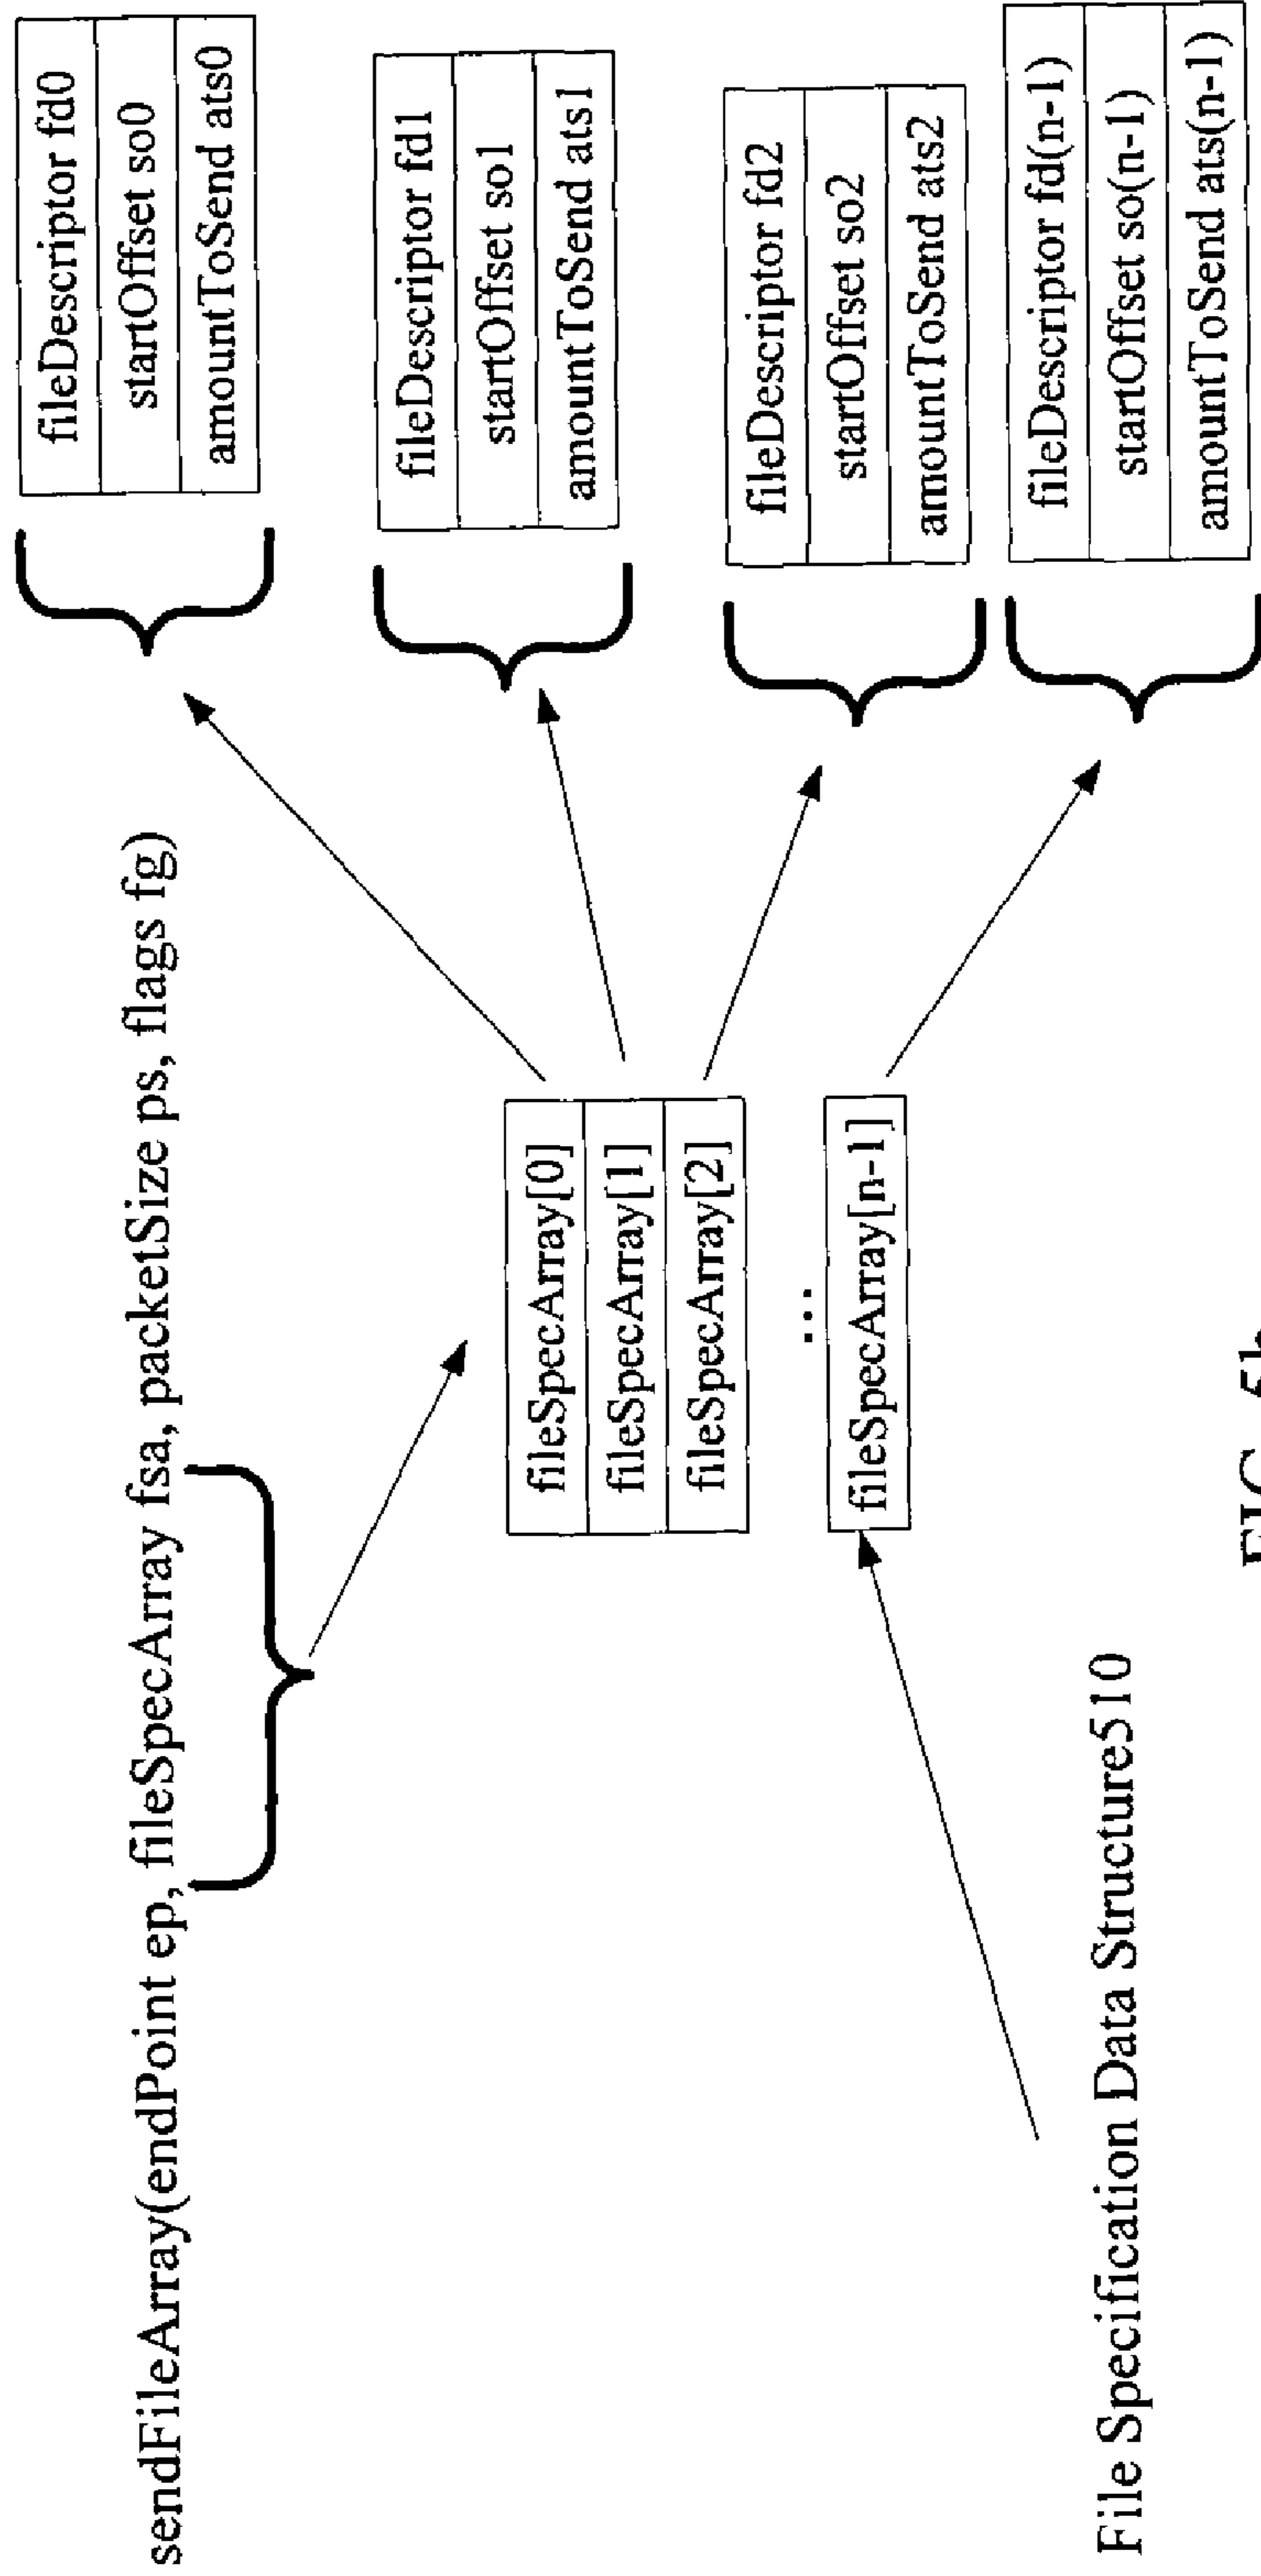 sendFileArray(endPoint ep, fileSpecArray fsa, packetSize ps, flags fg)
fileDescriptor fd0
startOffset so0
amountToSend ats0
fileDescriptor fd1
startOffset so1
amountToSend ats1
fileSpecArray[0]
fileSpecArray[1]
fileSpecArray[2]
...
fileSpecArray[n-1]
fileDescriptor fd2
startOffset so2
amountToSend ats2
fileDescriptor fd(n-1)
startOffset so(n-1)
amountToSend ats(n-1)
File Specification Data Structure510
FIG. 5b